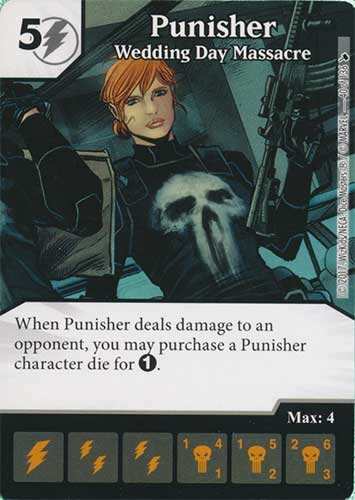 5
Punisher
Wedding Day Massacre
When Punisher deals damage to an
opponent, you may purchase a Punisher
character die for 1.
Max: 4
1 4 1
1 5 2
2 6 3